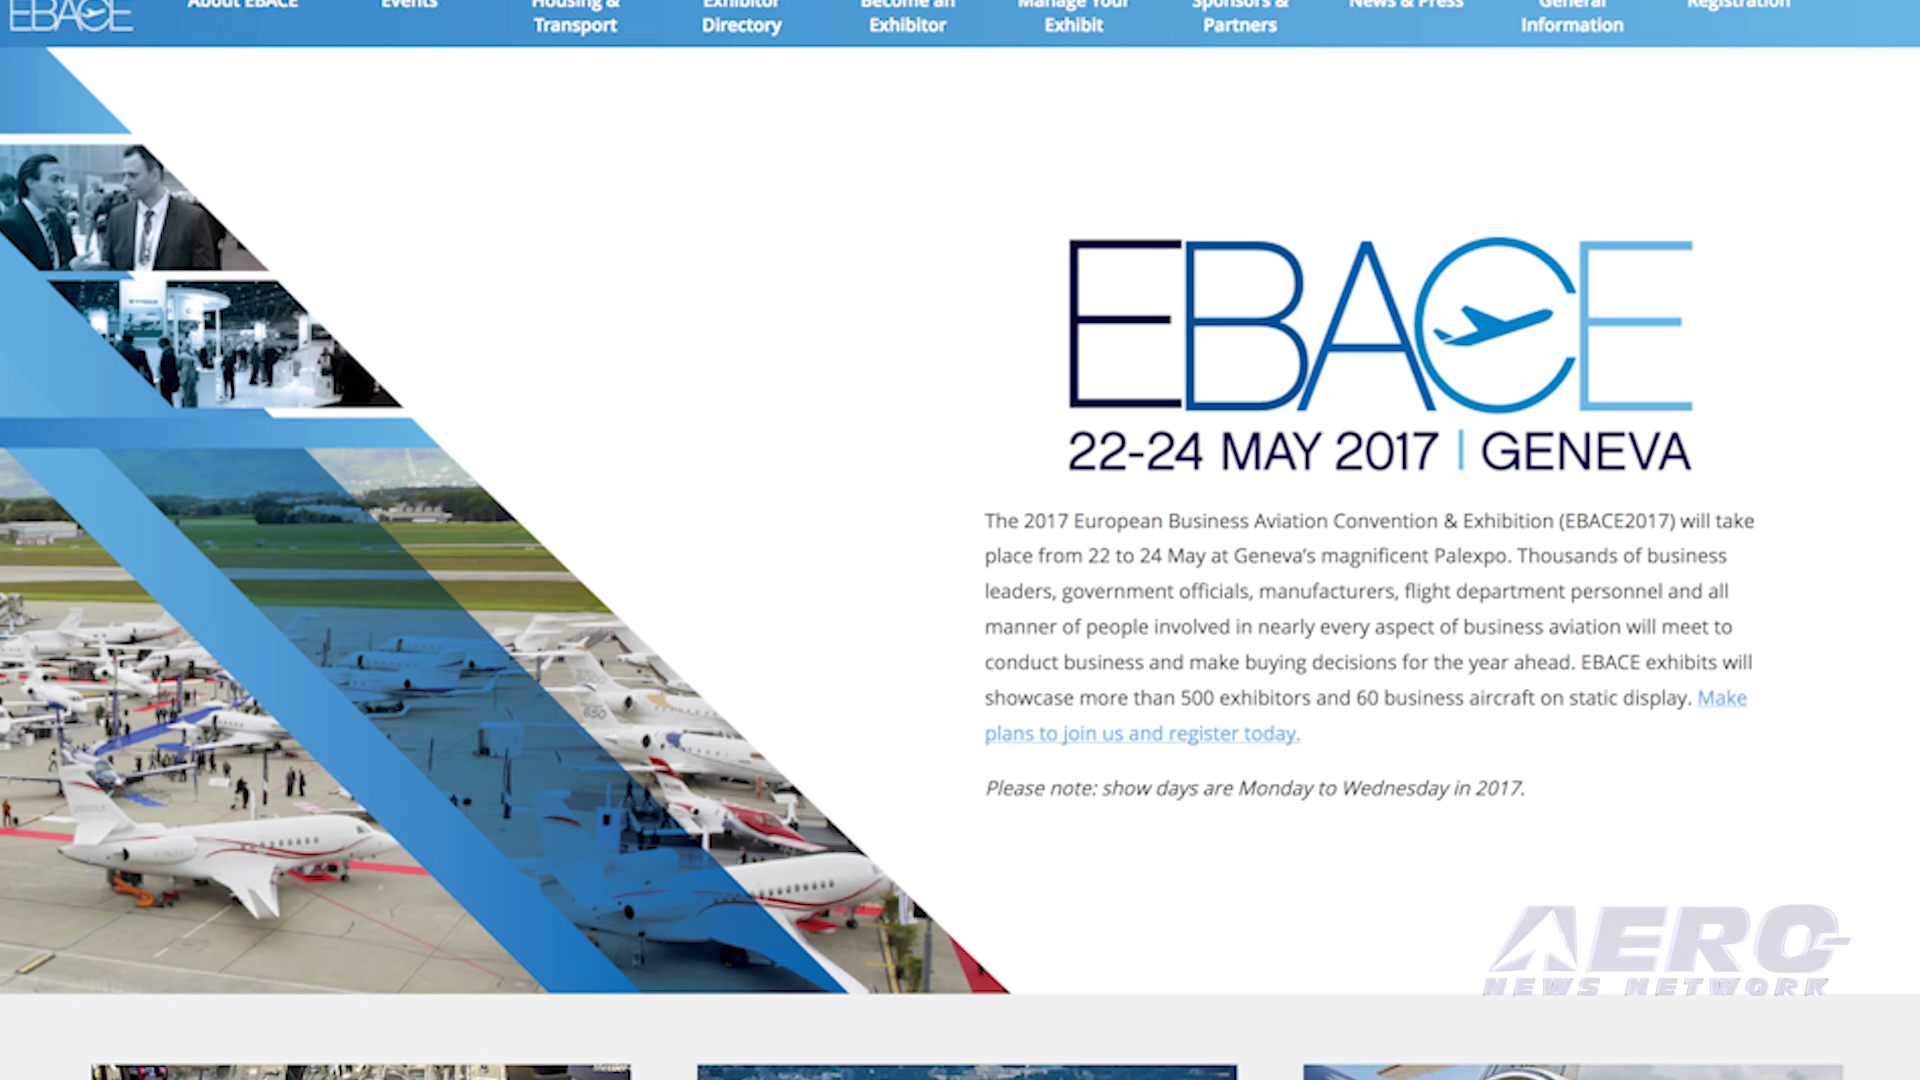 EBACE
About EBACE
Events
Housing &
Transport
Exhibitor
Directory
Become an
Exhibitor
Manage Your
Exhibit
Sponsors &
Partners
News & Press
General
Information
Registration
EBACE
22-24 MAY 2017 | GENEVA
The 2017 European Business Aviation Convention & Exhibition (EBACE2017) will take
place from 22 to 24 May at Geneva’s magnificent Palexpo. Thousands of business
leaders, government officials, manufacturers, flight department personnel and all
manner of people involved in nearly every aspect of business aviation will meet to
conduct business and make buying decisions for the year ahead. EBACE exhibits will
showcase more than 500 exhibitors and 60 business aircraft on static display. Make
plans to join us and register today.
Please note: show days are Monday to Wednesday in 2017.
650
AERO
NEWS NETWORK